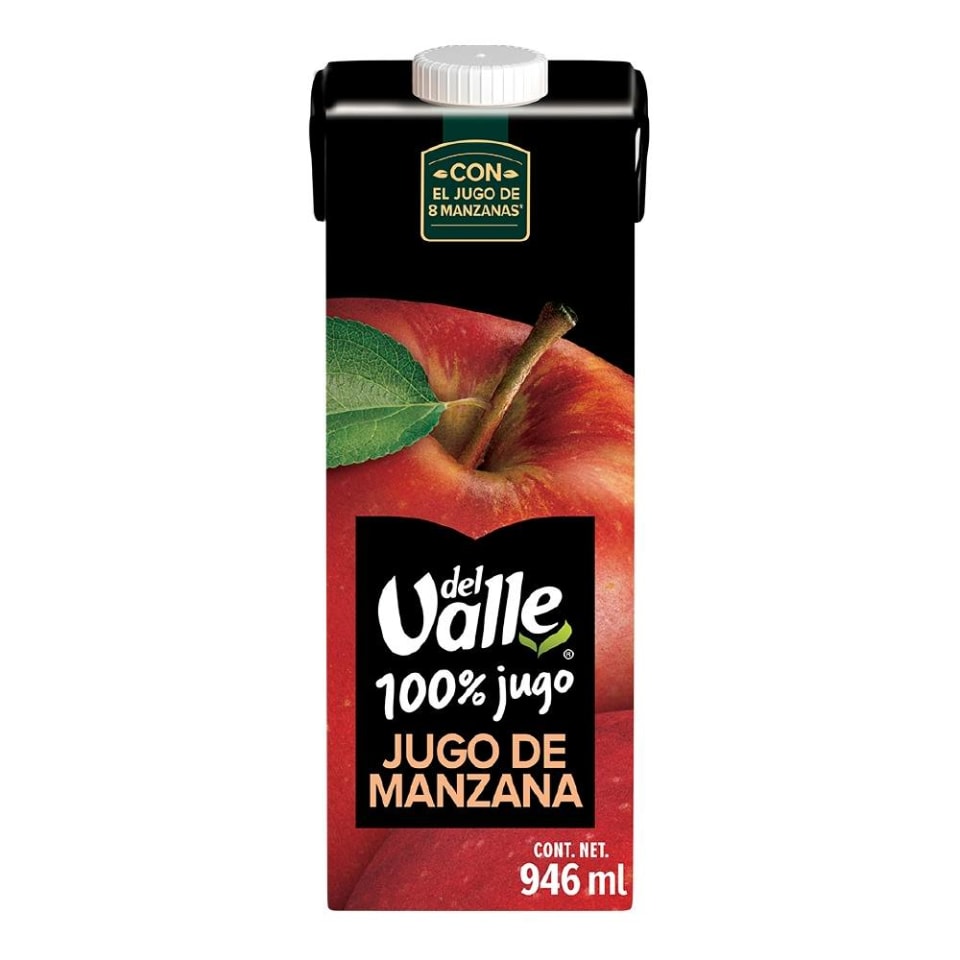 CON
EL JUGO DE
8 MANZANAS*
del
Valle
®
100% jugo
JUGO DE
MANZANA
CONT. NET.
946 ml